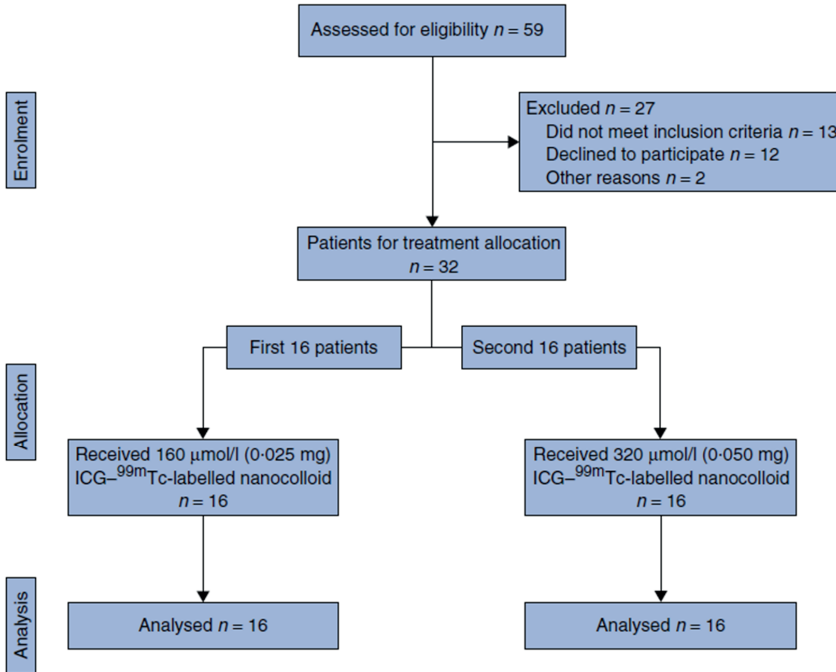 Assessed for eligibility n = 59
Enrolment
Excluded n = 27
Did not meet inclusion criteria n = 13
Declined to participate n = 12
Other reasons n = 2
Patients for treatment allocation
n = 32
First 16 patients
Second 16 patients
Allocation
Received 160 μmol/l (0·025 mg)
ICG–99mTc-labelled nanocolloid
n = 16
Received 320 μmol/l (0·050 mg)
ICG–99mTc-labelled nanocolloid
n = 16
Analysis
Analysed n = 16
Analysed n = 16